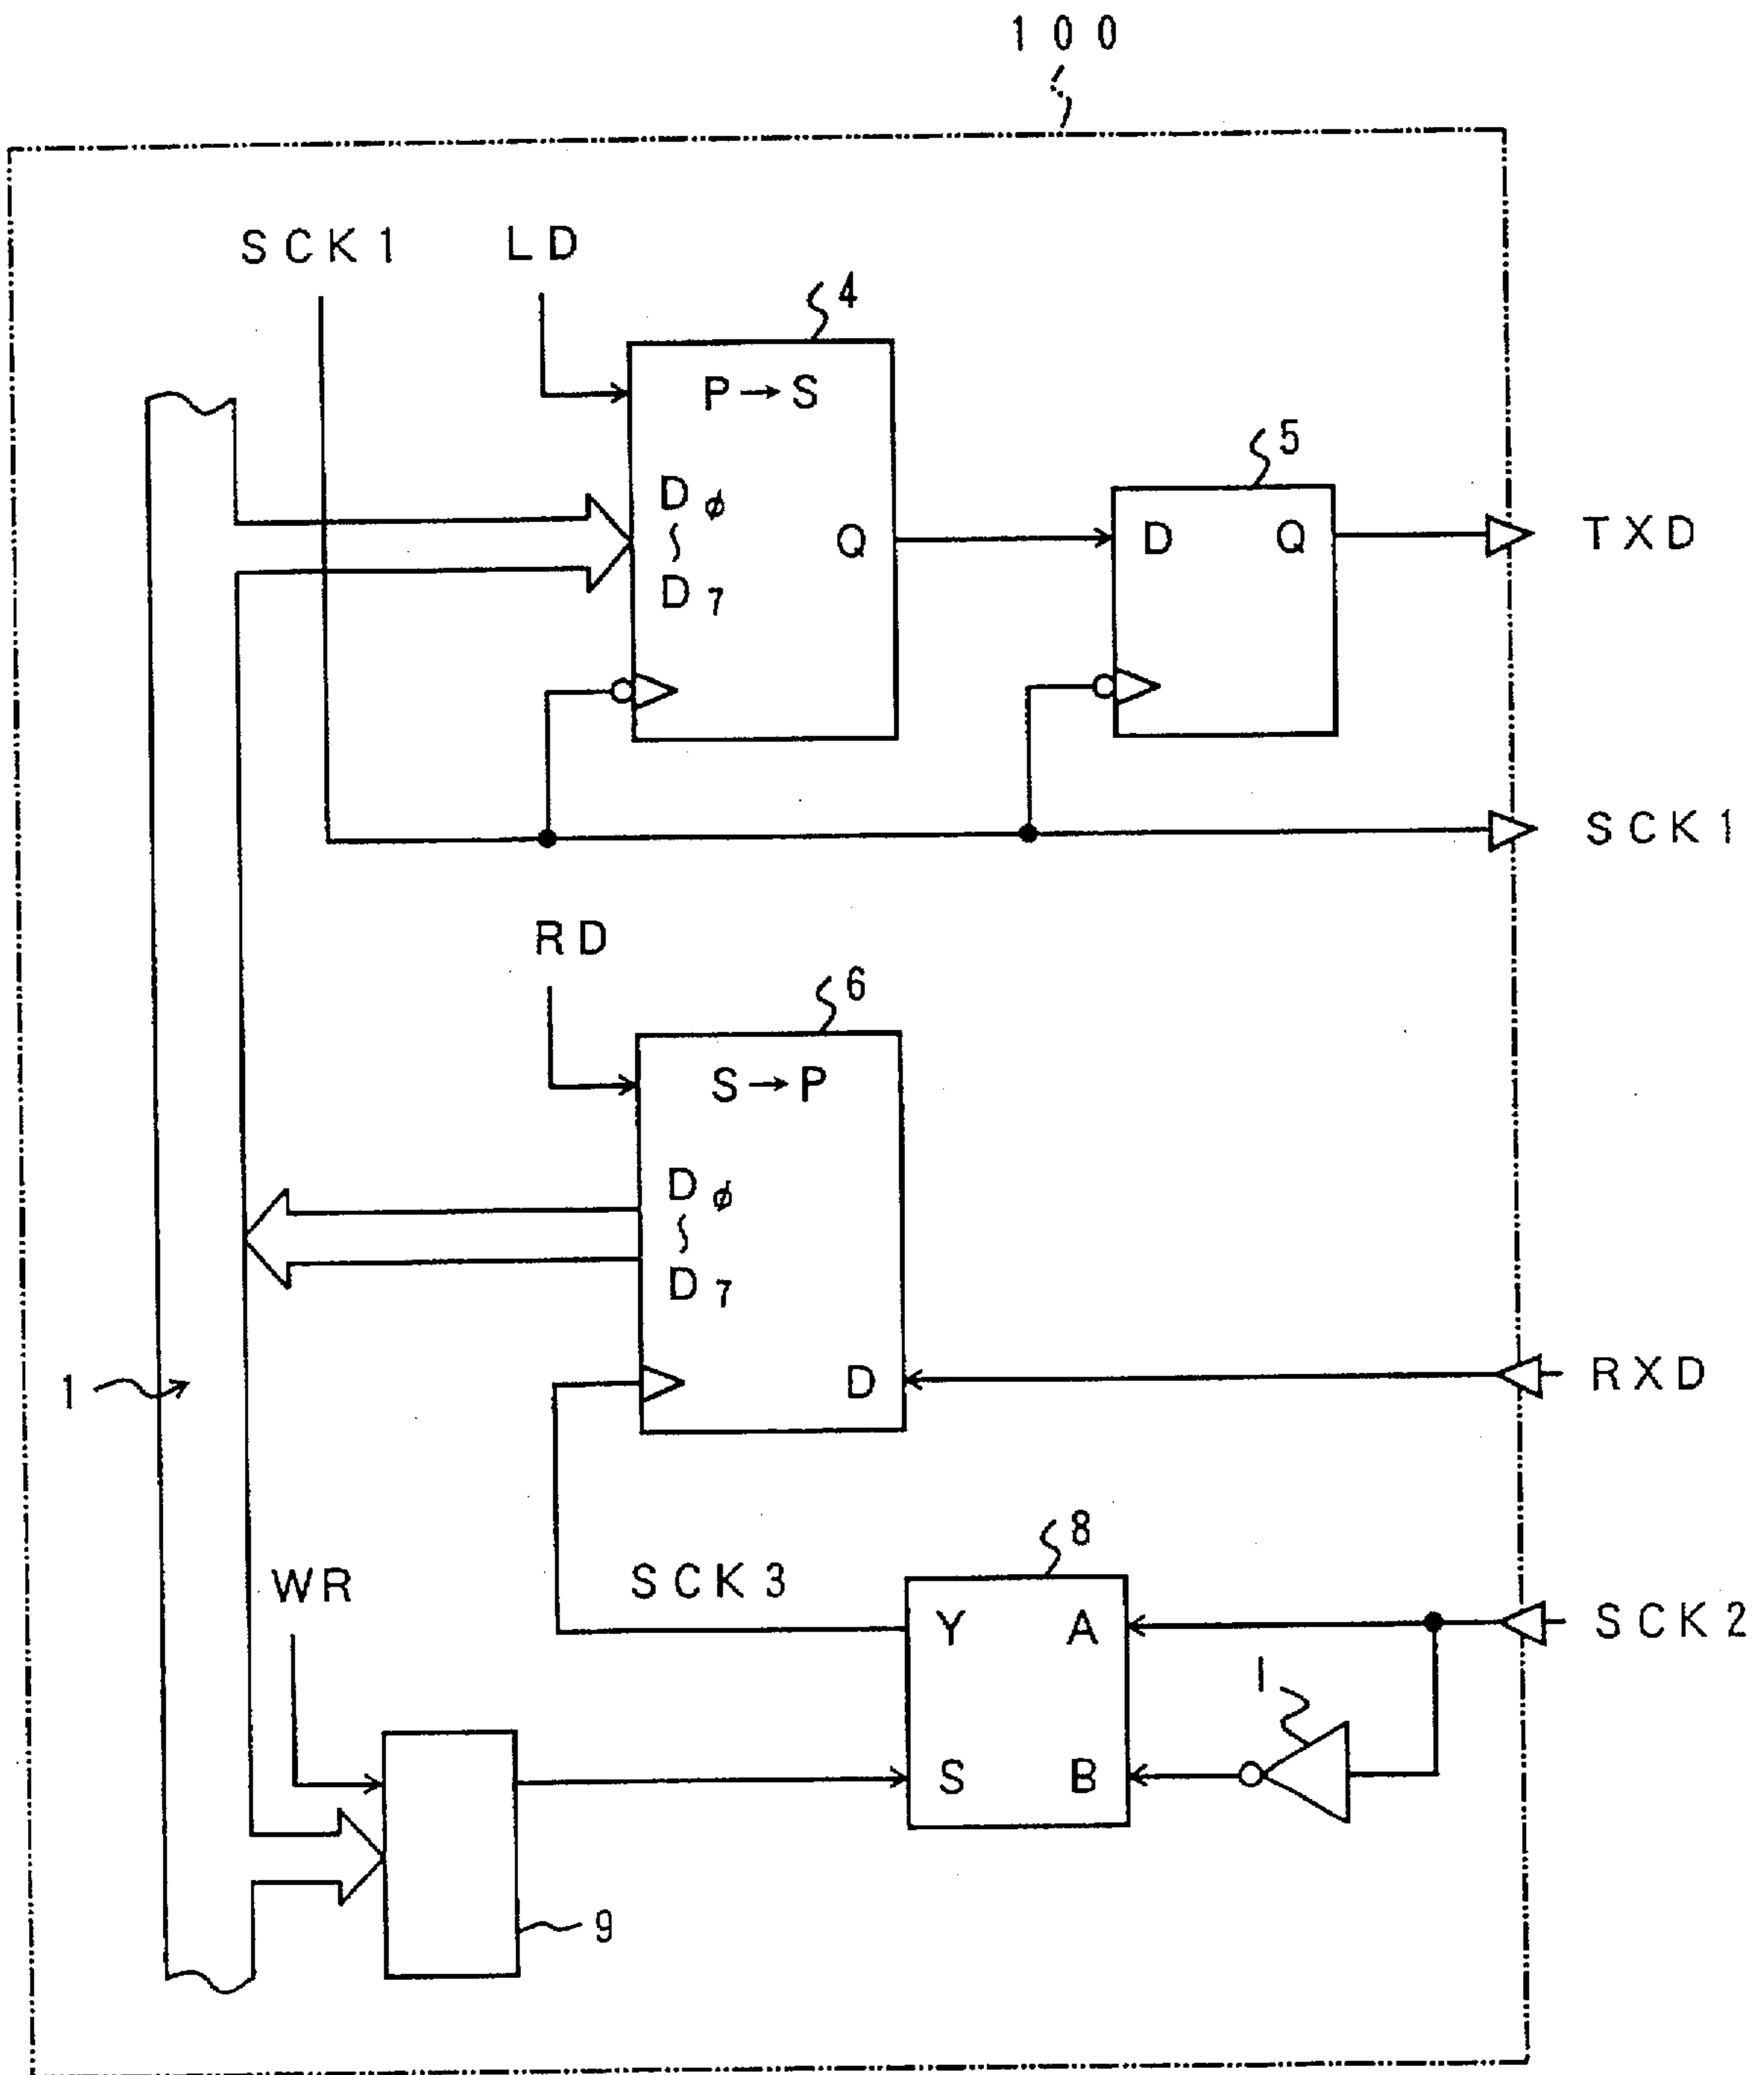 100
SCK1
LD
4
P→S
5
Dφ
~
D7
Q
D
Q
TXD
SCK1
RD
6
S→P
Dφ
~
D7
D
RXD
1
WR
SCK3
8
Y
A
SCK2
I
S
B
9